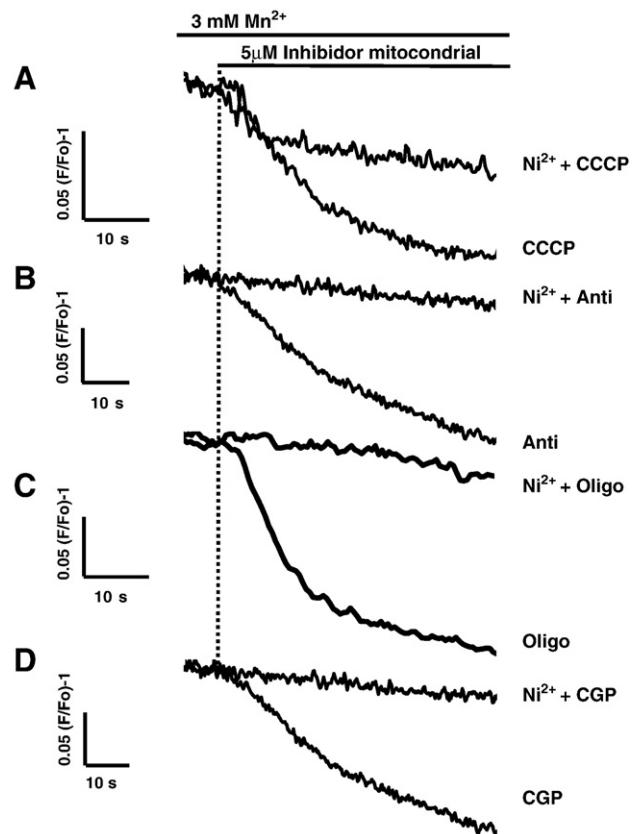 3 mM Mn²⁺
5μM Inhibidor mitocondrial
A
0.05 (F/Fo)-1
10 s
Ni²⁺ + CCCP
CCCP
B
0.05 (F/Fo)-1
10 s
Ni²⁺ + Anti
Anti
C
0.05 (F/Fo)-1
10 s
Ni²⁺ + Oligo
Oligo
D
0.05 (F/Fo)-1
10 s
Ni²⁺ + CGP
CGP